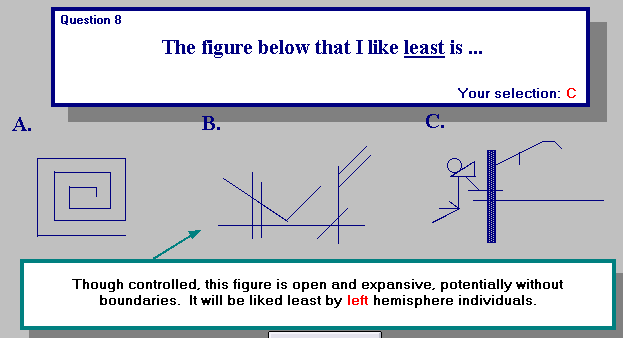 Question 8
The figure below that I like least is ...
Your selection: C
A.
B.
C.
Though controlled, this figure is open and expansive, potentially without
boundaries. It will be liked least by left hemisphere individuals.